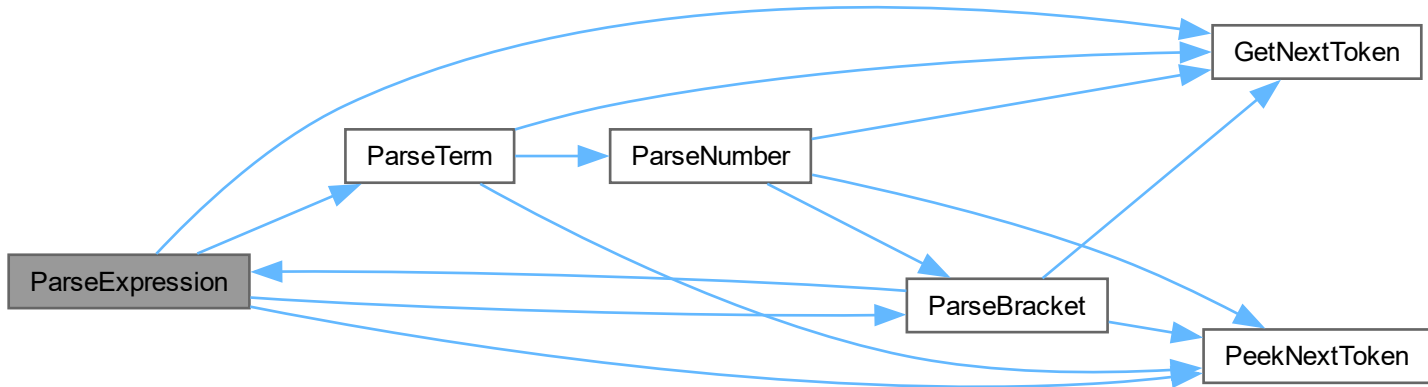 GetNextToken
ParseTerm
ParseNumber
ParseExpression
ParseBracket
PeekNextToken